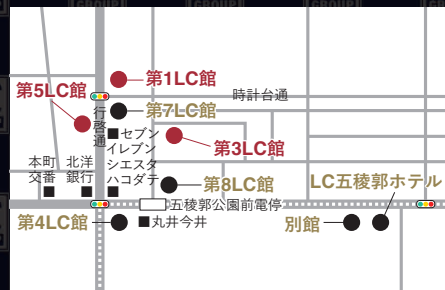 第1LC館
第5LC館
時計台通
第7LC館
行啓通
セブン
イレブン
シエスタ
ハコダテ
第3LC館
本町
交番
北洋
銀行
第8LC館
LC五稜郭ホテル
五稜郭公園前電停
第4LC館
丸井今井
別館